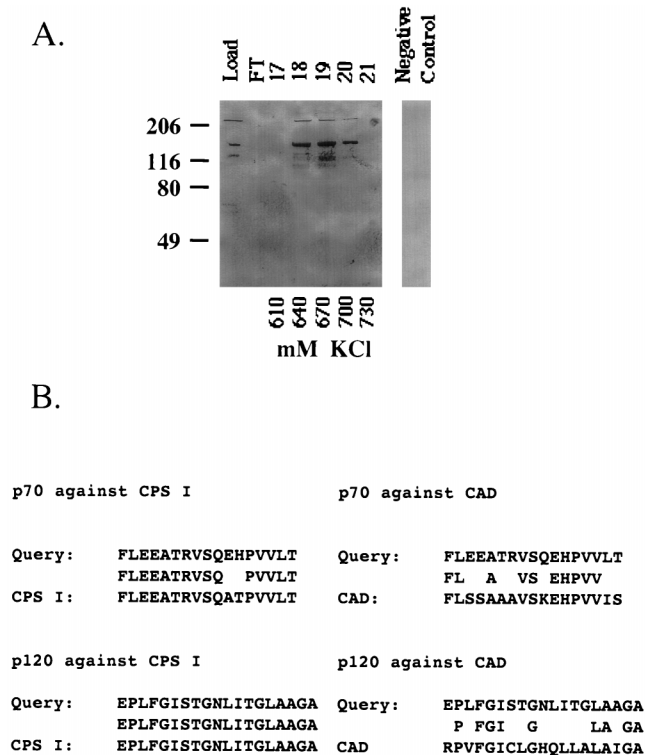 A.
Load FT 17 18 19 20 21 Negative Control
206
116
80
49
610 640 670 700 730
mM KCl
B.
p70 against CPS I
Query: FLEEATRVSQEHPVVLT
FLEEATRVSQ PVVLT
CPS I: FLEEATRVSQATPVVLT
p70 against CAD
Query: FLEEATRVSQEHPVVLT
FL A VS EHPVV
CAD: FLSSAAAVSKEHPVVIS
p120 against CPS I
Query: EPLFGISTGNLITGLAAGA
EPLFGISTGNLITGLAAGA
CPS I: EPLFGISTGNLITGLAAGA
p120 against CAD
Query: EPLFGISTGNLITGLAAGA
P FGI G LA GA
CAD RPVFGICLGHQLLALAIGA